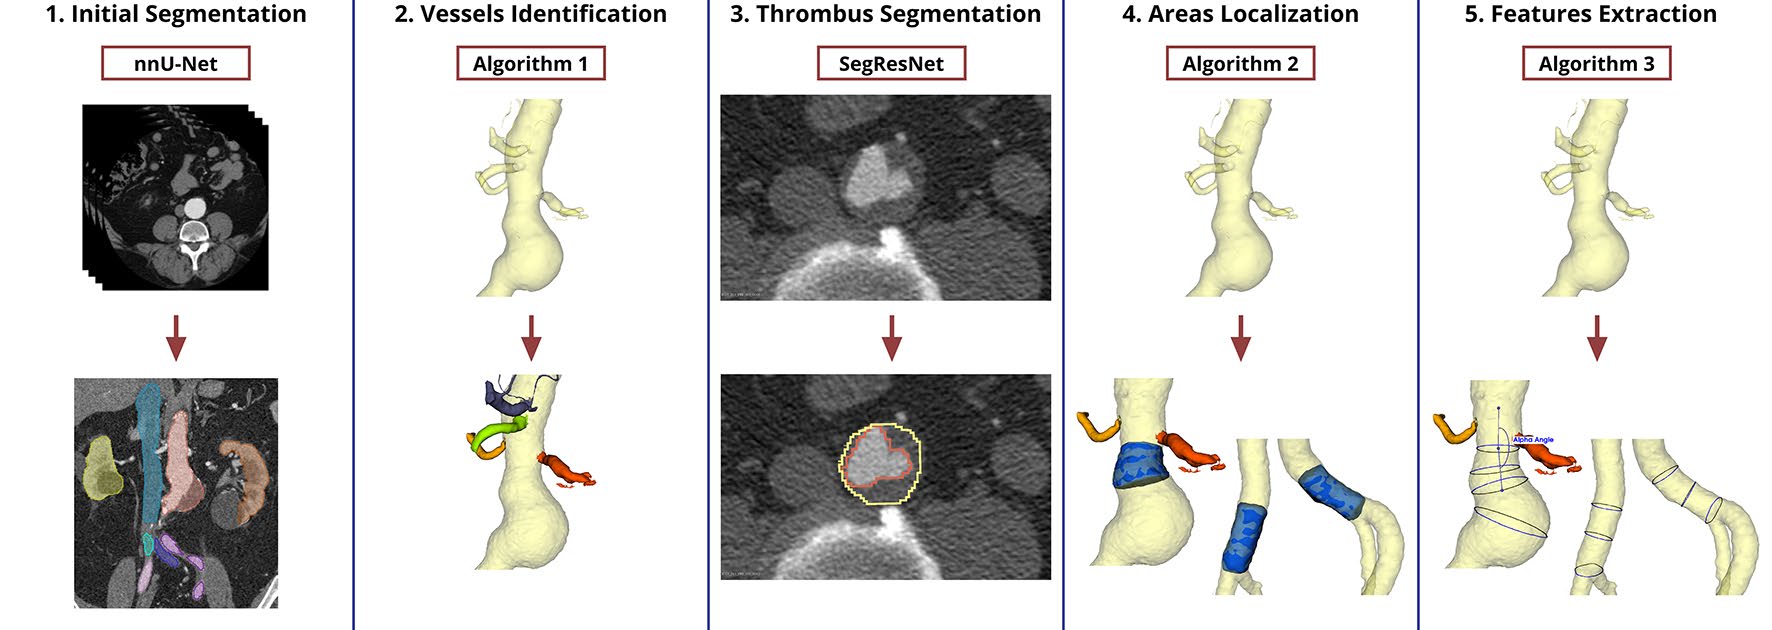 1. Initial Segmentation
nnU-Net
2. Vessels Identification
Algorithm 1
3. Thrombus Segmentation
SegResNet
4. Areas Localization
Algorithm 2
5. Features Extraction
Algorithm 3
Alpha Angle